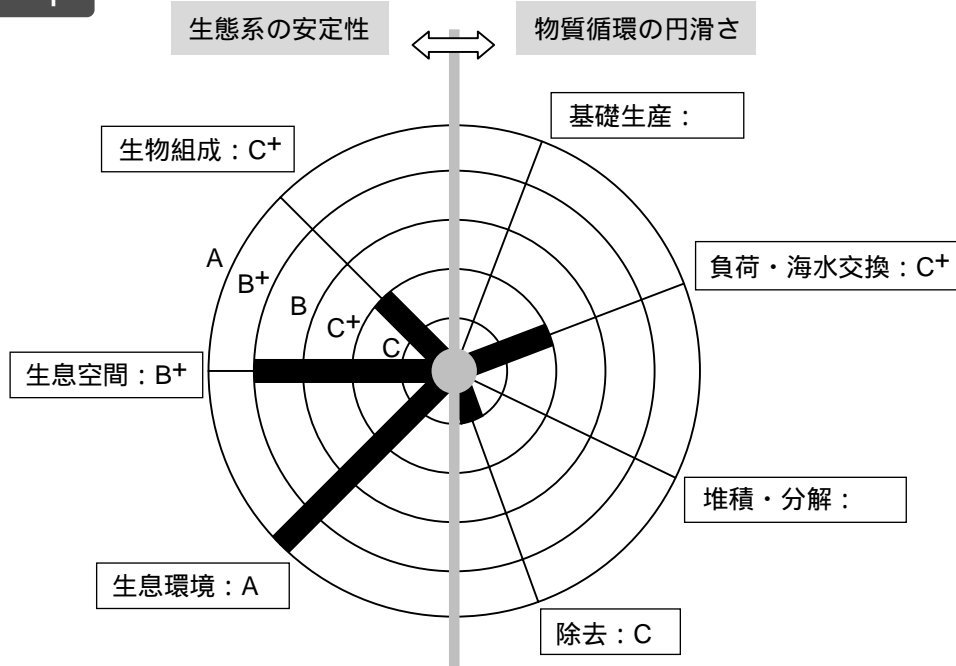 生態系の安定性
物質循環の円滑さ
基礎生産：
生物組成：C+
負荷・海水交換：C+
A
B+
B
C+
C
生息空間：B+
堆積・分解：
生息環境：A
除去：C